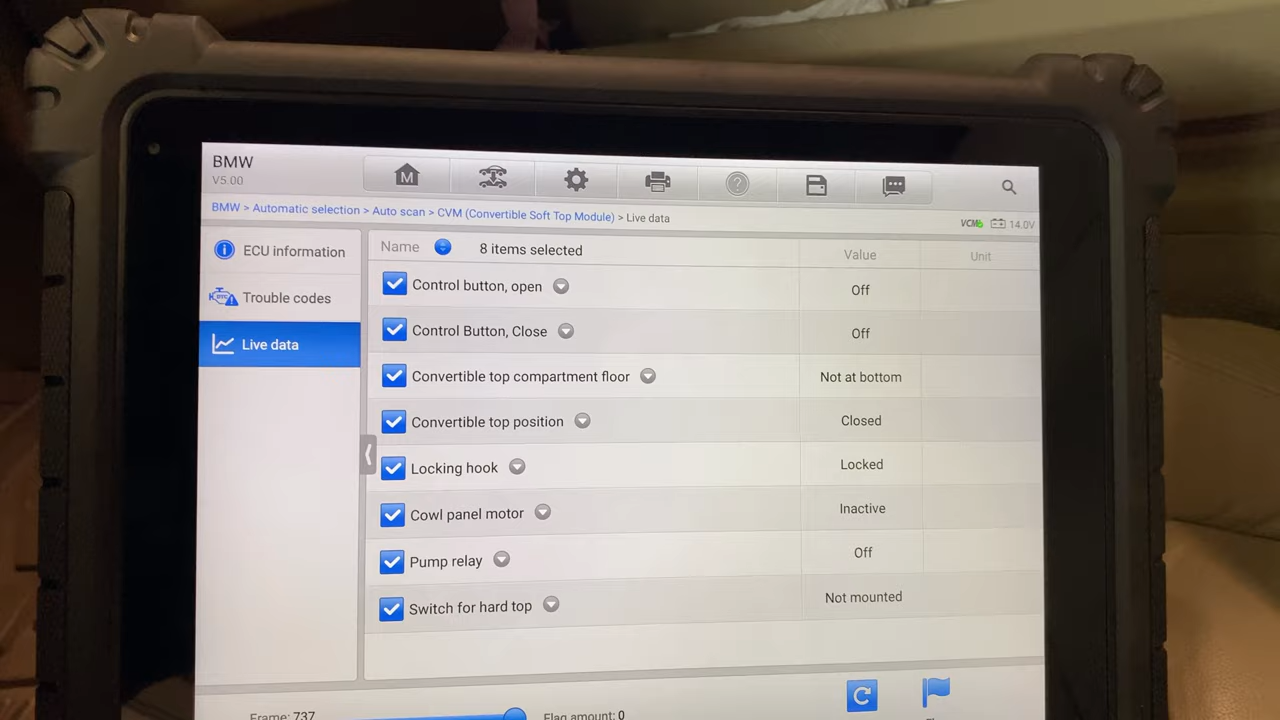 BMW
V5.00
M
BMW > Automatic selection > Auto scan > CVM (Convertible Soft Top Module) > Live data
VCM
14.0V
ECU information
Trouble codes
Live data
Name 8 items selected Value Unit
Control button, open Off
Control Button, Close Off
Convertible top compartment floor Not at bottom
Convertible top position Closed
Locking hook Locked
Cowl panel motor Inactive
Pump relay Off
Switch for hard top Not mounted
Frame: 737 Flag amount: 0